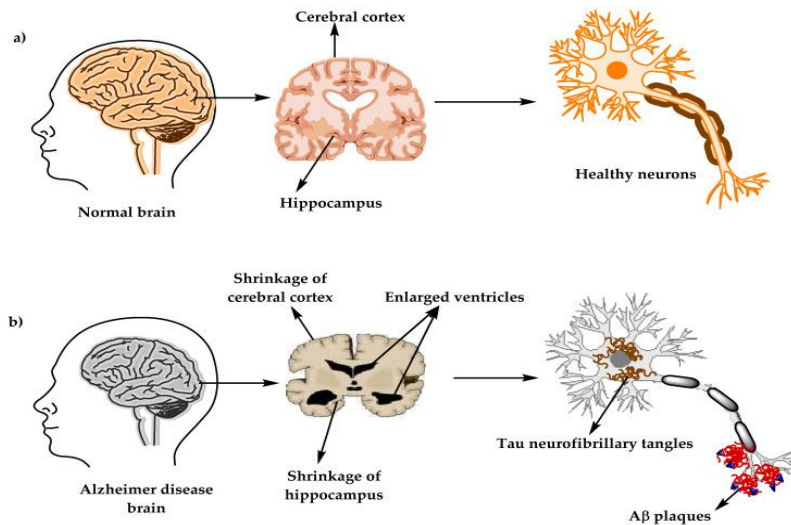 a)
Cerebral cortex
Normal brain
Hippocampus
Healthy neurons
b)
Shrinkage of
cerebral cortex
Enlarged ventricles
Alzheimer disease
brain
Shrinkage of
hippocampus
Tau neurofibrillary tangles
Aβ plaques